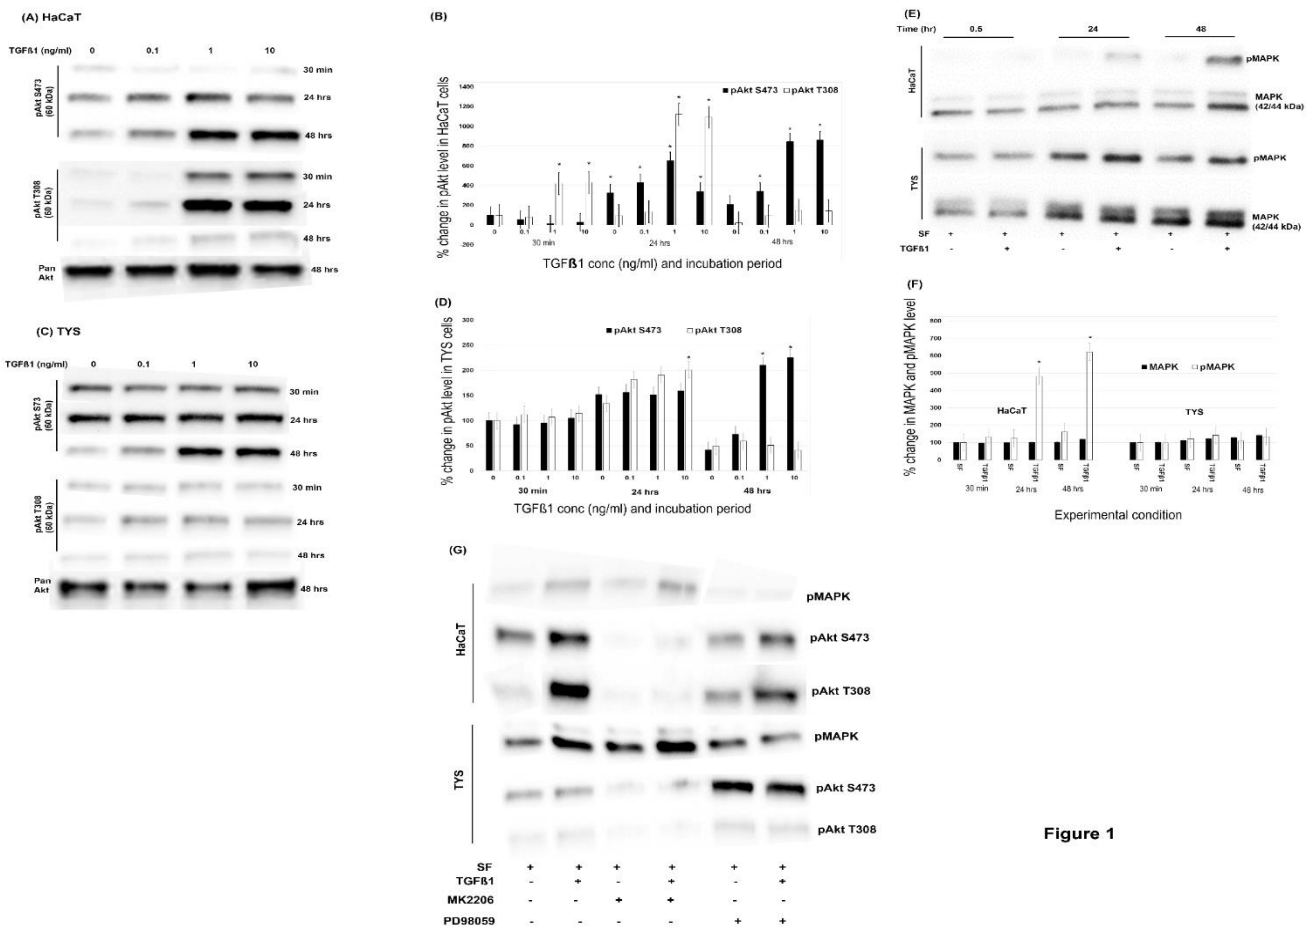 (A) HaCaT
TGFß1 (ng/ml) 0 0.1 1 10
pAkt S473
(60 kDa)
30 min
24 hrs
48 hrs
pAkt T308
(60 kDa)
30 min
24 hrs
48 hrs
Pan
Akt
48 hrs
(B)
pAkt S473 pAkt T308
% change in pAkt level in HaCaT cells
1400
1200
1000
800
600
400
200
0
-200
* * * * * * * * * * *
0 0.1 1 10 0 0.1 1 10 0 0.1 1 10
30 min 24 hrs 48 hrs
TGFß1 conc (ng/ml) and incubation period
(C) TYS
TGFß1 (ng/ml) 0 0.1 1 10
pAkt S73
(60 kDa)
30 min
24 hrs
48 hrs
pAkt T308
(60 kDa)
30 min
24 hrs
48 hrs
Pan
Akt
48 hrs
(D)
pAkt S473 pAkt T308
% change in pAkt level in TYS cells
300
250
200
150
100
50
0
* * *
0 0.1 1 10 0 0.1 1 10 0 0.1 1 10
30 min 24 hrs 48 hrs
TGFß1 conc (ng/ml) and incubation period
(E)
Time (hr) 0.5 24 48
HaCaT
pMAPK
MAPK
(42/44 kDa)
TYS
pMAPK
MAPK
(42/44 kDa)
SF + + + + + +
TGFß1 - + - + - +
(F)
% change in MAPK and pMAPK level
800
700
600
500
400
300
200
100
0
MAPK pMAPK
HaCaT TYS
* *
SF TGFß1 SF TGFß1 SF TGFß1 SF TGFß1 SF TGFß1 SF TGFß1
30 min 24 hrs 48 hrs 30 min 24 hrs 48 hrs
Experimental condition
(G)
HaCaT
pMAPK
pAkt S473
pAkt T308
TYS
pMAPK
pAkt S473
pAkt T308
SF + + + + + +
TGFß1 - + - + - +
MK2206 - - + + - -
PD98059 - - - - + +
Figure 1